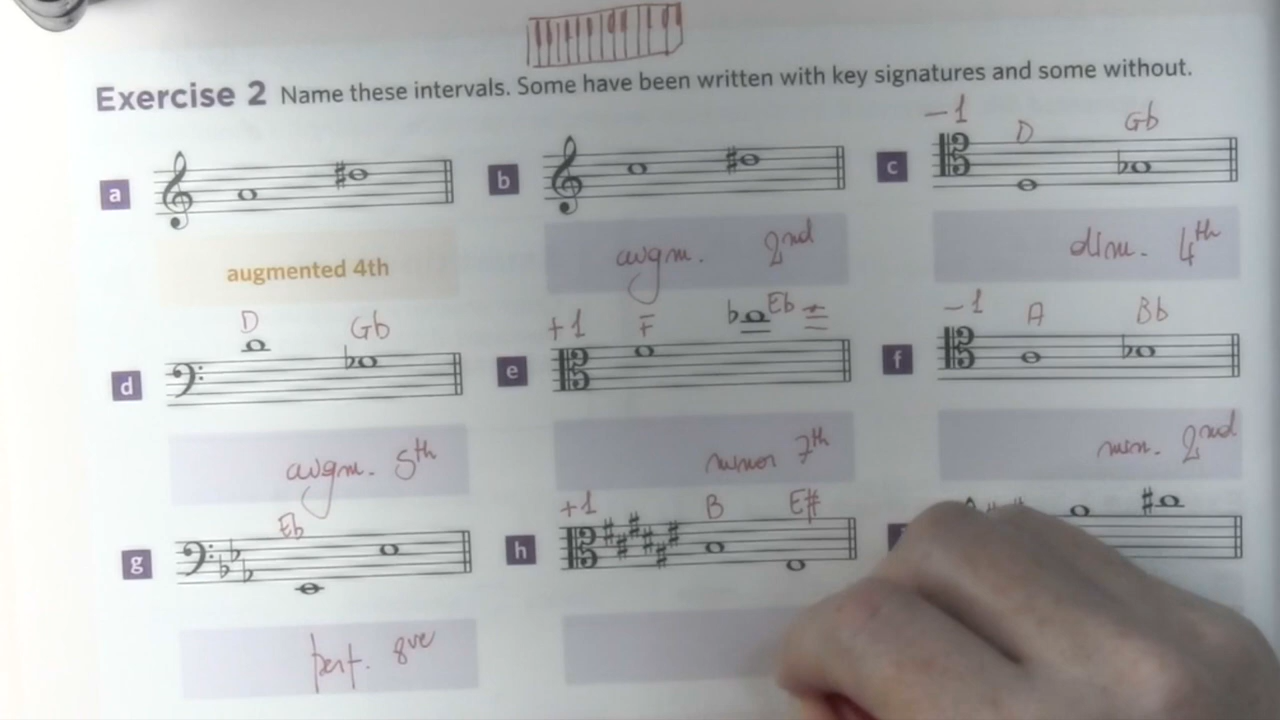 Exercise 2 Name these intervals. Some have been written with key signatures and some without.
a
b
c
-1 D Gb
augmented 4th
augm. 2nd
dim. 4th
d
D Gb
e
+1 F Eb
f
-1 A Bb
augm. 5th
minor 7th
min. 2nd
g
Eb
h
+1 B E#
perf. 8ve